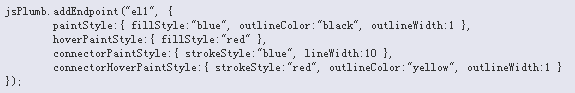 jsPlumb.addEndpoint("el1", {
paintStyle:{ fillStyle:"blue", outlineColor:"black", outlineWidth:1 },
hoverPaintStyle:{ fillStyle:"red" },
connectorPaintStyle:{ strokeStyle:"blue", lineWidth:10 },
connectorHoverPaintStyle:{ strokeStyle:"red", outlineColor:"yellow", outlineWidth:1 }
});